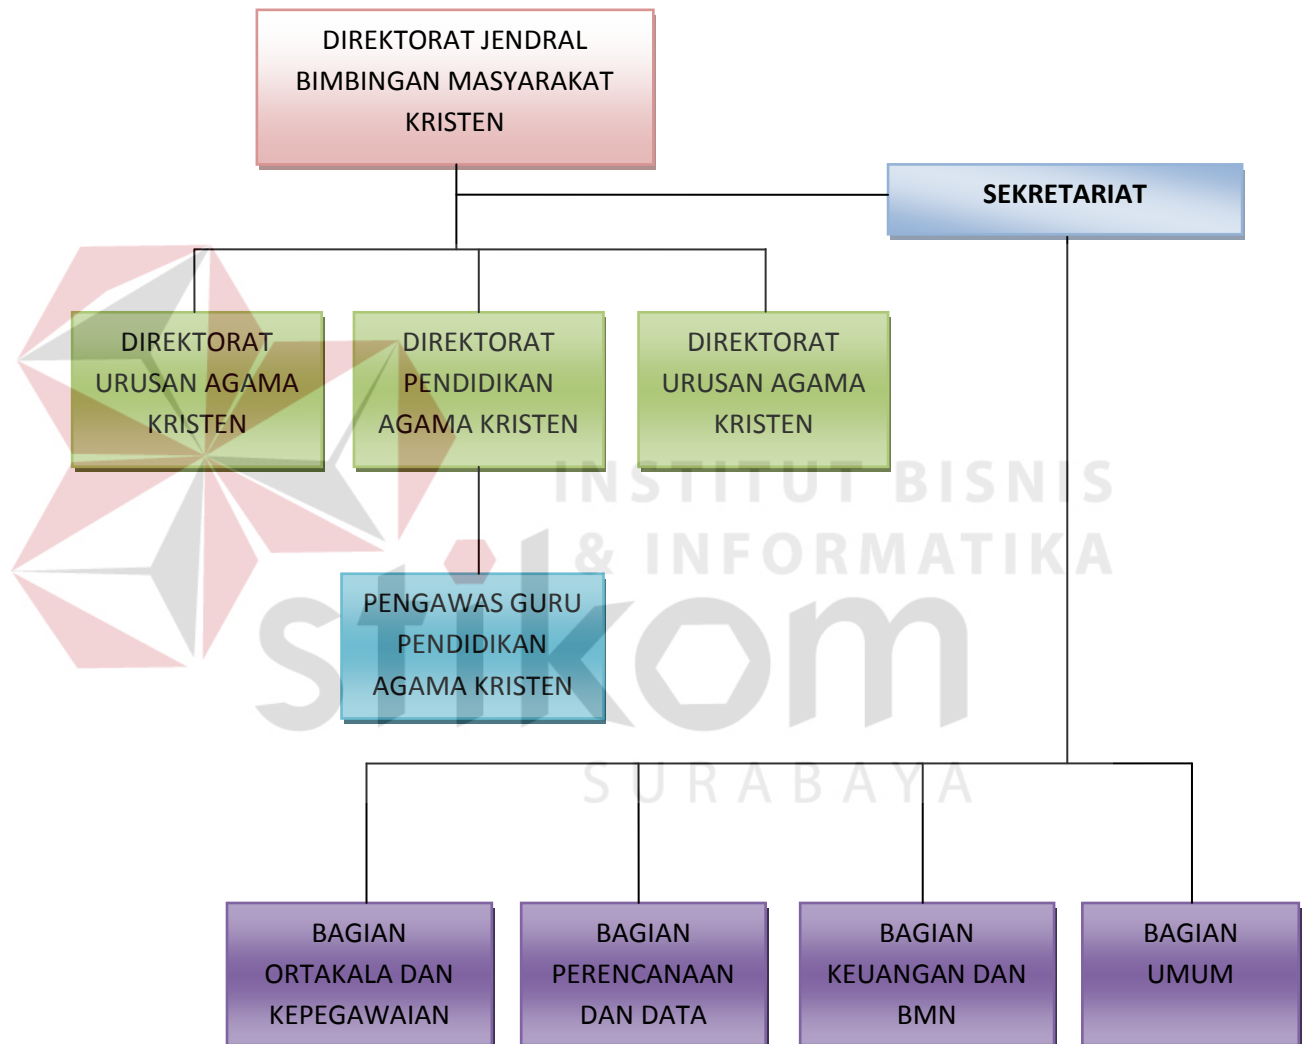 DIREKTORAT JENDRAL
BIMBINGAN MASYARAKAT
KRISTEN
SEKRETARIAT
DIREKTORAT
URUSAN AGAMA
KRISTEN
DIREKTORAT
PENDIDIKAN
AGAMA KRISTEN
DIREKTORAT
URUSAN AGAMA
KRISTEN
INSTITUT BISNIS
& INFORMATIKA
stikom
SURABAYA
PENGAWAS GURU
PENDIDIKAN
AGAMA KRISTEN
BAGIAN
ORTAKALA DAN
KEPEGAWAIAN
BAGIAN
PERENCANAAN
DAN DATA
BAGIAN
KEUANGAN DAN
BMN
BAGIAN
UMUM